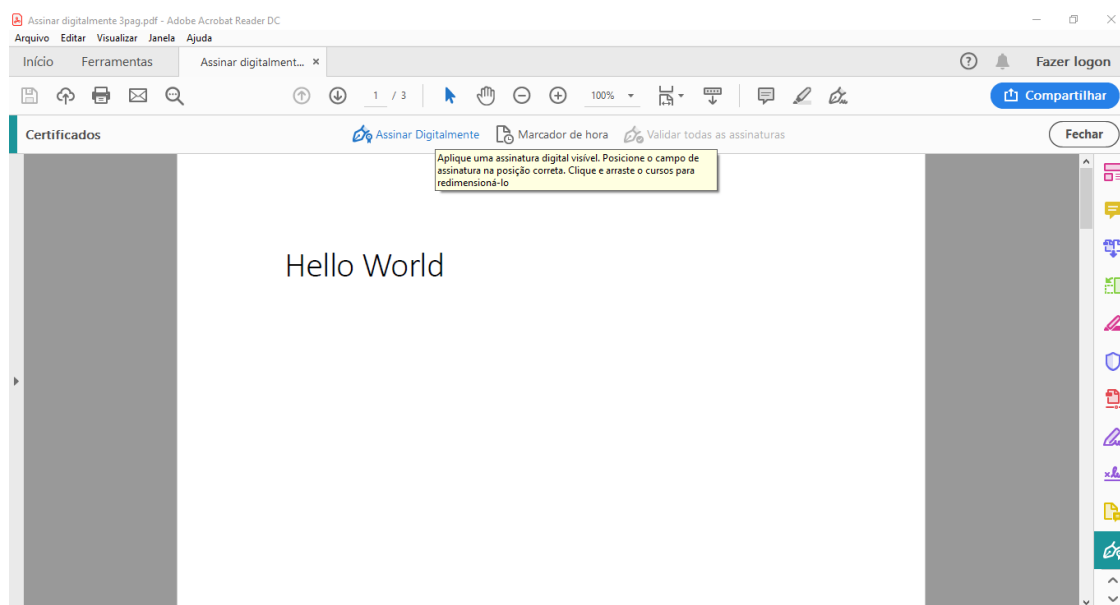 Assinar digitalmente 3pag.pdf - Adobe Acrobat Reader DC
Arquivo Editar Visualizar Janela Ajuda
Início Ferramentas Assinar digitalment... × Fazer logon
1 / 3 100% Compartilhar
Certificados Assinar Digitalmente Marcador de hora Validar todas as assinaturas Fechar
Aplique uma assinatura digital visível. Posicione o campo de
assinatura na posição correta. Clique e arraste o cursos para
redimensioná-lo
Hello World